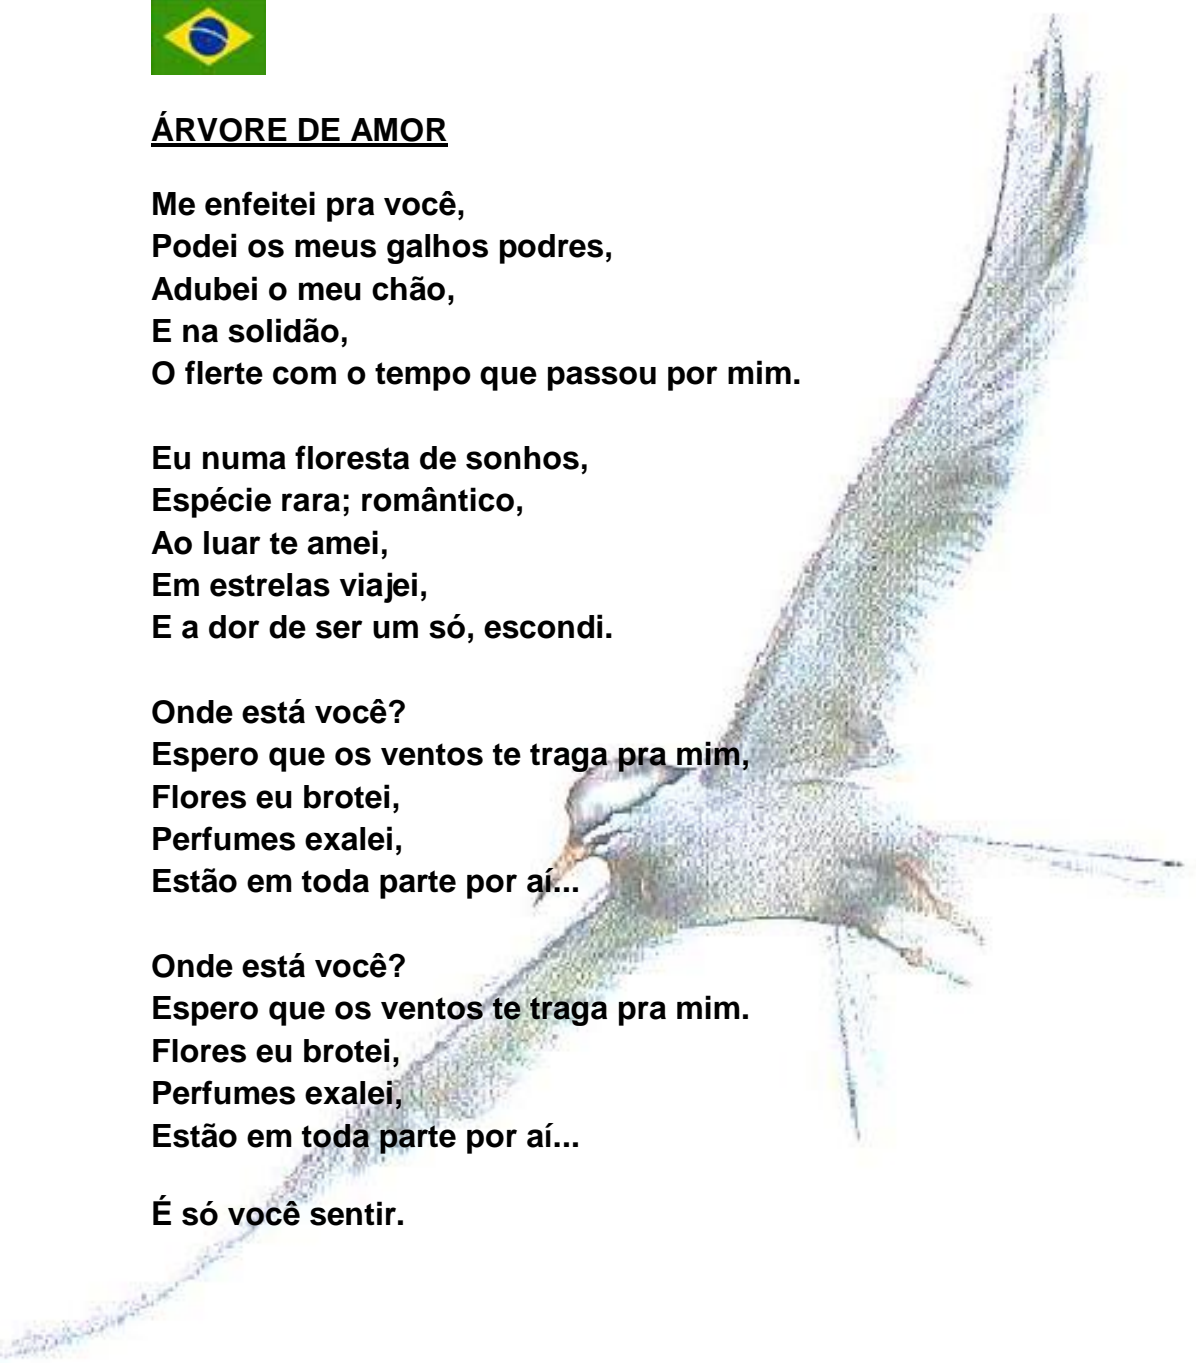 ÁRVORE DE AMOR
Me enfeitei pra você,
Podei os meus galhos podres,
Adubei o meu chão,
E na solidão,
O flerte com o tempo que passou por mim.
Eu numa floresta de sonhos,
Espécie rara; romântico,
Ao luar te amei,
Em estrelas viajei,
E a dor de ser um só, escondi.
Onde está você?
Espero que os ventos te traga pra mim,
Flores eu brotei,
Perfumes exalei,
Estão em toda parte por aí...
Onde está você?
Espero que os ventos te traga pra mim.
Flores eu brotei,
Perfumes exalei,
Estão em toda parte por aí...
É só você sentir.